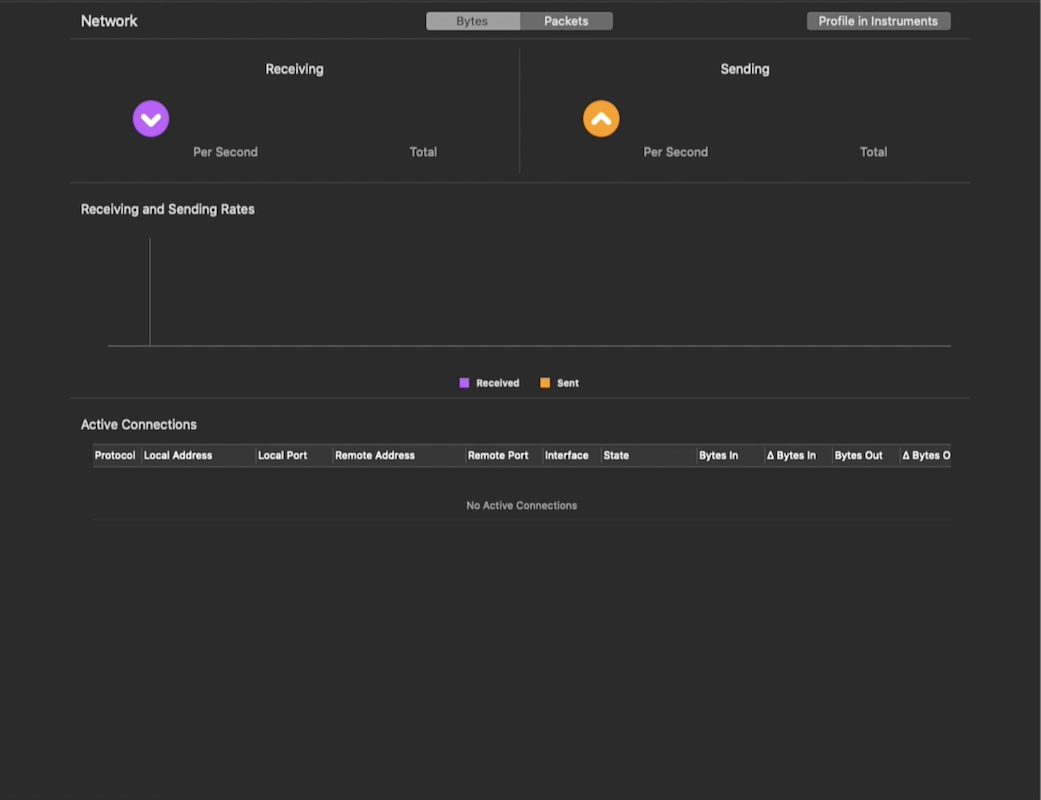 Network Bytes Packets Profile in Instruments
Receiving Sending
Per Second Total Per Second Total
Receiving and Sending Rates
Received Sent
Active Connections
Protocol Local Address Local Port Remote Address Remote Port Interface State Bytes In Δ Bytes In Bytes Out Δ Bytes O
No Active Connections